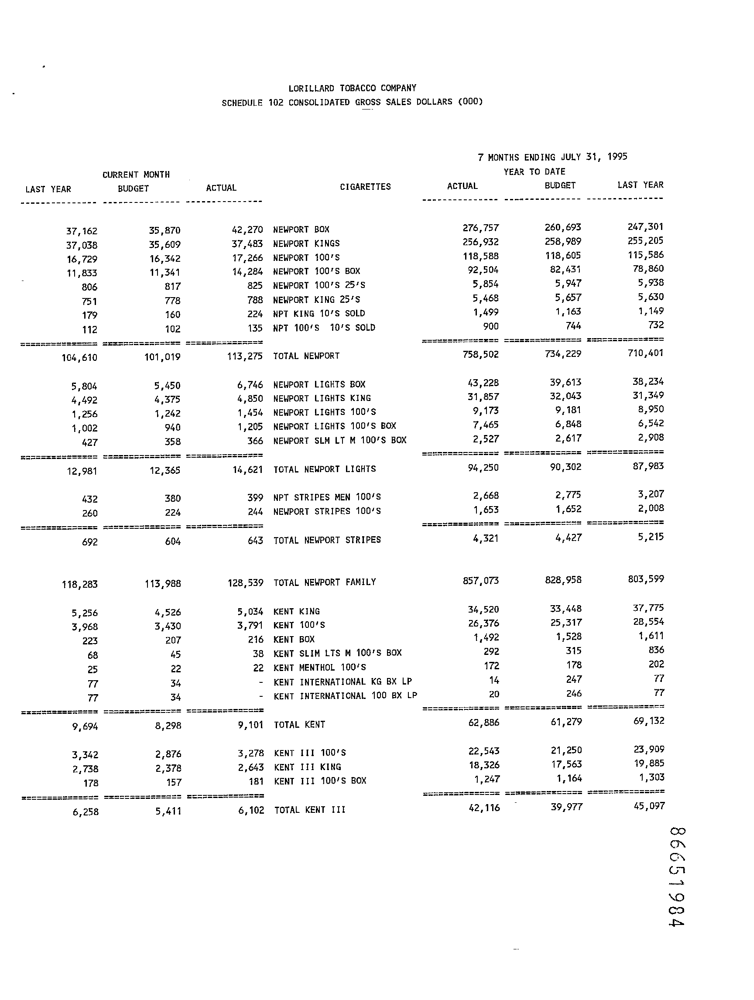 LORILLARD TOBACCO COMPANY
SCHEDULE 102 CONSOLIDATED GROSS SALES DOLLARS (000)
7 MONTHS ENDING JULY 31, 1995
CURRENT MONTH YEAR TO DATE
LAST YEAR BUDGET ACTUAL CIGARETTES ACTUAL BUDGET LAST YEAR
37,162 35,870 42,270 NEWPORT BOX 276,757 260,693 247,301
37,038 35,609 37,483 NEWPORT KINGS 256,932 258,989 255,205
16,729 16,342 17,266 NEWPORT 100'S 118,588 118,605 115,586
11,833 11,341 14,284 NEWPORT 100'S BOX 92,504 82,431 78,860
806 817 825 NEWPORT 100'S 25'S 5,854 5,947 5,938
751 778 788 NEWPORT KING 25'S 5,468 5,657 5,630
179 160 224 NPT KING 10'S SOLD 1,499 1,163 1,149
112 102 135 NPT 100'S 10'S SOLD 900 744 732
104,610 101,019 113,275 TOTAL NEWPORT 758,502 734,229 710,401
5,804 5,450 6,746 NEWPORT LIGHTS BOX 43,228 39,613 38,234
4,492 4,375 4,850 NEWPORT LIGHTS KING 31,857 32,043 31,349
1,256 1,242 1,454 NEWPORT LIGHTS 100'S 9,173 9,181 8,950
1,002 940 1,205 NEWPORT LIGHTS 100'S BOX 7,465 6,848 6,542
427 358 366 NEWPORT SLM LT M 100'S BOX 2,527 2,617 2,908
12,981 12,365 14,621 TOTAL NEWPORT LIGHTS 94,250 90,302 87,983
432 380 399 NPT STRIPES MEN 100'S 2,668 2,775 3,207
260 224 244 NEWPORT STRIPES 100'S 1,653 1,652 2,008
692 604 643 TOTAL NEWPORT STRIPES 4,321 4,427 5,215
118,283 113,988 128,539 TOTAL NEWPORT FAMILY 857,073 828,958 803,599
5,256 4,526 5,034 KENT KING 34,520 33,448 37,775
3,968 3,430 3,791 KENT 100'S 26,376 25,317 28,554
223 207 216 KENT BOX 1,492 1,528 1,611
68 45 38 KENT SLIM LTS M 100'S BOX 292 315 836
25 22 22 KENT MENTHOL 100'S 172 178 202
77 34 - KENT INTERNATIONAL KG BX LP 14 247 77
77 34 - KENT INTERNATIONAL 100 BX LP 20 246 77
9,694 8,298 9,101 TOTAL KENT 62,886 61,279 69,132
3,342 2,876 3,278 KENT III 100'S 22,543 21,250 23,909
2,738 2,378 2,643 KENT III KING 18,326 17,563 19,885
178 157 181 KENT III 100'S BOX 1,247 1,164 1,303
6,258 5,411 6,102 TOTAL KENT III 42,116 39,977 45,097
86651984